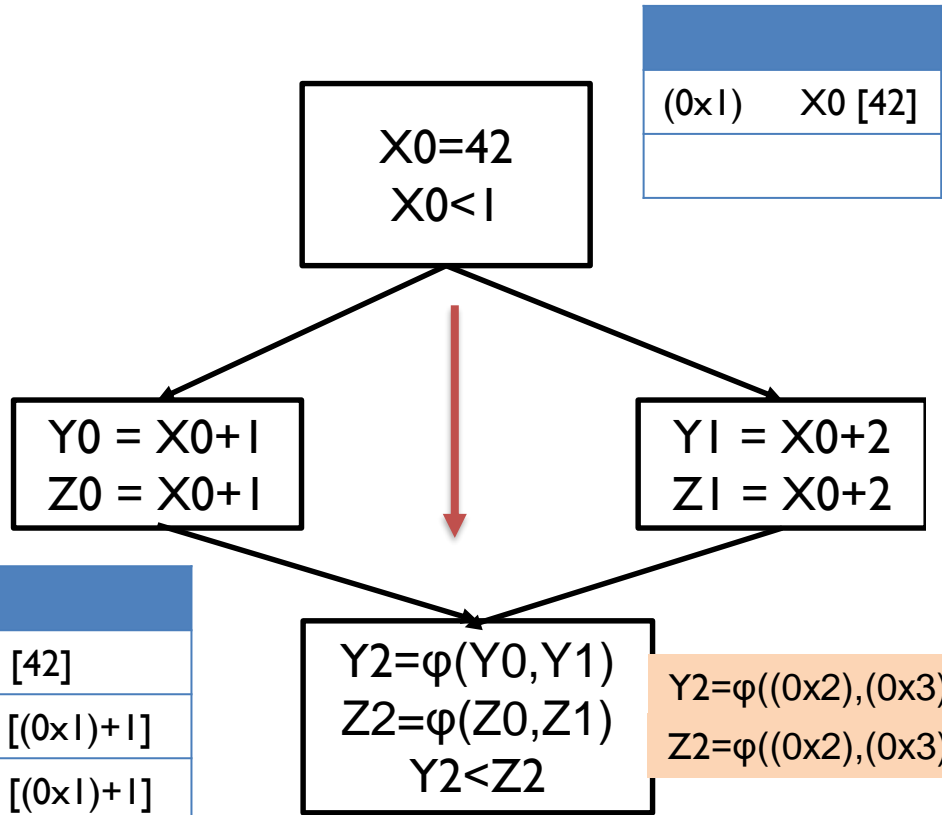 (0x1) X0 [42]
X0=42
X0<1
Y0 = X0+1
Z0 = X0+1
Y1 = X0+2
Z1 = X0+2
[42]
[(0x1)+1]
[(0x1)+1]
Y2=φ(Y0,Y1)
Z2=φ(Z0,Z1)
Y2<Z2
Y2=φ((0x2),(0x3)
Z2=φ((0x2),(0x3)